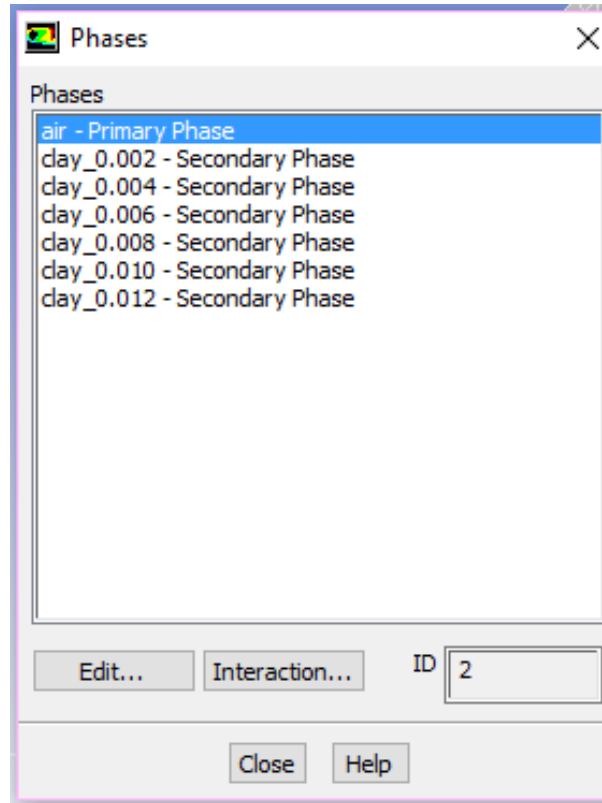 Phases
Phases
air - Primary Phase
clay_0.002 - Secondary Phase
clay_0.004 - Secondary Phase
clay_0.006 - Secondary Phase
clay_0.008 - Secondary Phase
clay_0.010 - Secondary Phase
clay_0.012 - Secondary Phase
Edit... Interaction... ID 2
Close Help